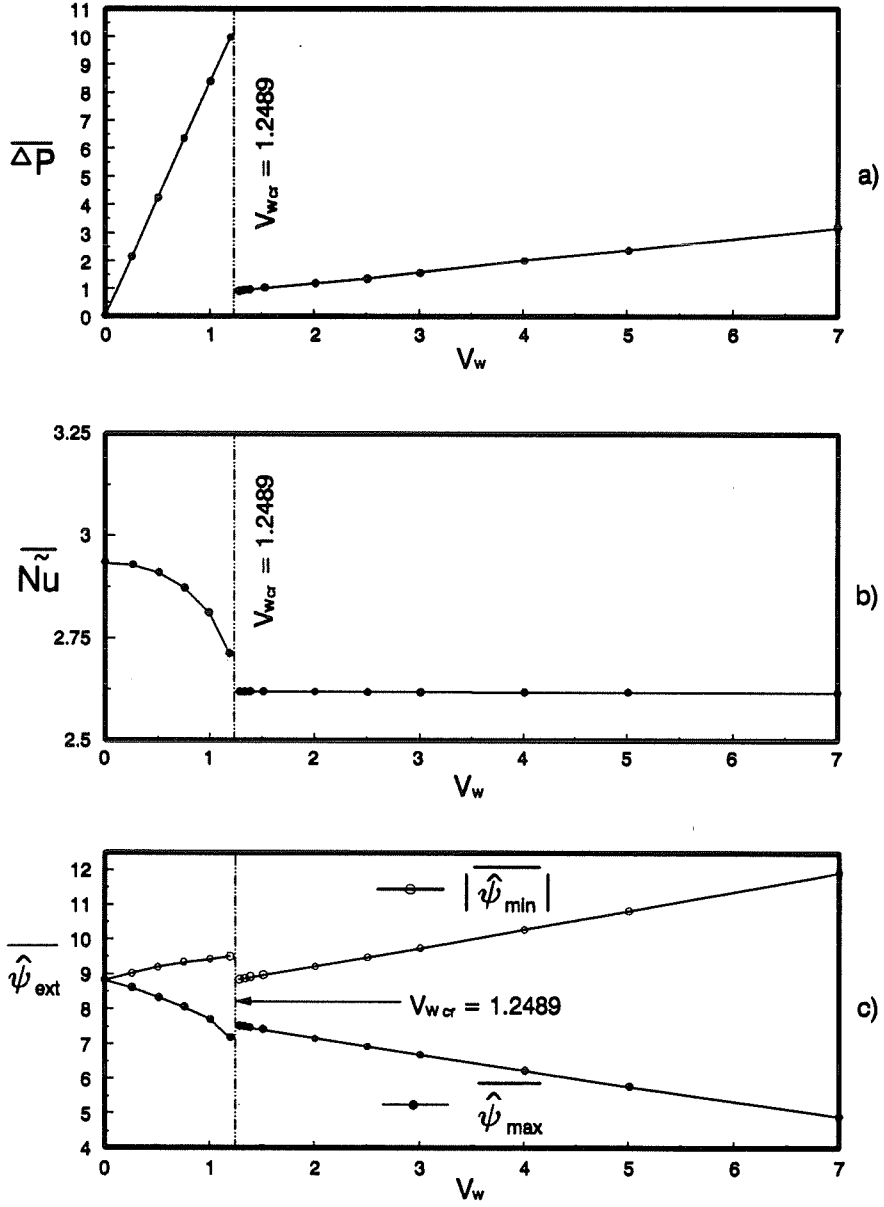 11
10
9
8
7
6
5
4
3
2
1
0
ΔP
V_wcr = 1.2489
0 1 2 3 4 5 6 7
V_w
a)
3.25
3
2.75
2.5
Nu
V_wcr = 1.2489
0 1 2 3 4 5 6 7
V_w
b)
12
11
10
9
8
7
6
5
4
ψ̂_ext
| ψ̂_min |
V_w cr = 1.2489
ψ̂_max
0 1 2 3 4 5 6 7
V_w
c)